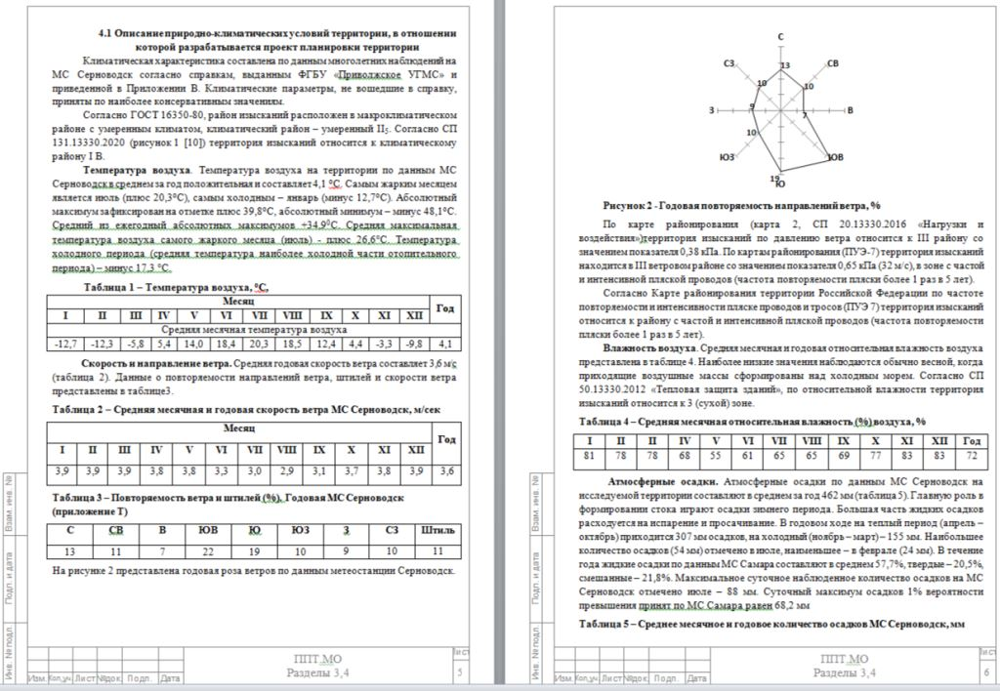 4.1 Описание природно-климатических условий территории, в отношении
которой разрабатывается проект планировки территории
Климатическая характеристика составлена по данным многолетних наблюдений на
МС Серноводск согласно справкам, выданным ФГБУ «Приволжское УГМС» и
приведенной в Приложении В. Климатические параметры, не вошедшие в справку,
приняты по наиболее консервативным значениям.
Согласно ГОСТ 16350-80, район изысканий расположен в макроклиматическом
районе с умеренным климатом, климатический район – умеренный II₅. Согласно СП
131.13330.2020 (рисунок 1 [10]) территория изысканий относится к климатическому
району I В.
Температура воздуха. Температура воздуха на территории по данным МС
Серноводск в среднем за год положительная и составляет 4,1 ⁰С. Самым жарким месяцем
является июль (плюс 20,3°С), самым холодным – январь (минус 12,7°С). Абсолютный
максимум зафиксирован на отметке плюс 39,8°С, абсолютный минимум – минус 48,1°С.
Средний из ежегодный абсолютных максимумов +34,9⁰С. Средняя максимальная
температура воздуха самого жаркого месяца (июль) - плюс 26,6°С. Температура
холодного периода (средняя температура наиболее холодной части отопительного
периода) – минус 17,3 °С.
Таблица 1 – Температура воздуха, ⁰С,
Месяц Год
I II III IV V VI VII VIII IX X XI XII
Средняя месячная температура воздуха
-12,7 -12,3 -5,8 5,4 14,0 18,4 20,3 18,5 12,4 4,4 -3,3 -9,8 4,1
Скорость и направление ветра. Средняя годовая скорость ветра составляет 3,6 м/с
(таблица 2). Данные о повторяемости направлений ветра, штилей и скорости ветра
представлены в таблице3.
Таблица 2 – Средняя месячная и годовая скорость ветра МС Серноводск, м/сек
Месяц Год
I II III IV V VI VII VIII IX X XI XII
3,9 3,9 3,9 3,8 3,8 3,3 3,0 2,9 3,1 3,7 3,8 3,9 3,6
Таблица 3 – Повторяемость ветра и штилей (%). Годовая МС Серноводск
(приложение Т)
С СВ В ЮВ Ю ЮЗ З СЗ Штиль
13 11 7 22 19 10 9 10 11
На рисунке 2 представлена годовая роза ветров по данным метеостанции Серноводск.
Взам. инв. №
Подп. и дата
Инв. № подл.
Изм. Кол.уч. Лист №док. Подп. Дата
ППТ.МО
Разделы 3,4
Лист
5
С
СЗ 13 СВ
10 10
З 9 7 В
10
ЮЗ ЮВ
19
Ю
Рисунок 2 - Годовая повторяемость направлений ветра, %
По карте районирования (карта 2, СП 20.13330.2016 «Нагрузки и
воздействия»)территория изысканий по давлению ветра относится к III району со
значением показателя 0,38 кПа. По картам районирования (ПУЭ-7) территория изысканий
находится в III ветровом районе со значением показателя 0,65 кПа (32 м/с), в зоне с частой
и интенсивной пляской проводов (частота повторяемости пляски более 1 раз в 5 лет).
Согласно Карте районирования территории Российской Федерации по частоте
повторяемости и интенсивности пляске проводов и тросов (ПУЭ 7) территория изысканий
относится к району с частой и интенсивной пляской проводов (частота повторяемости
пляски более 1 раз в 5 лет).
Влажность воздуха. Средняя месячная и годовая относительная влажность воздуха
представлена в таблице 4. Наиболее низкие значения наблюдаются обычно весной, когда
приходящие воздушные массы сформированы над холодным морем. Согласно СП
50.13330.2012 «Тепловая защита зданий», по относительной влажности территория
изысканий относится к 3 (сухой) зоне.
Таблица 4 – Средняя месячная относительная влажность (%) воздуха, %
I II II IV V VI VII VIII IX X XI XII Год
81 78 78 68 55 61 65 65 69 77 83 83 72
Атмосферные осадки. Атмосферные осадки по данным МС Серноводск на
исследуемой территории составляют в среднем за год 462 мм (таблица 5). Главную роль в
формировании стока играют осадки зимнего периода. Большая часть жидких осадков
расходуется на испарение и просачивание. В годовом ходе на теплый период (апрель –
октябрь) приходится 307 мм осадков, на холодный (ноябрь – март) – 155 мм. Наибольшее
количество осадков (54 мм) отмечено в июле, наименьшее – в феврале (24 мм). В течение
года жидкие осадки по данным МС Самара составляют в среднем 57,7%, твердые – 20,5%,
смешанные – 21,8%. Максимальное суточное наблюденное количество осадков на МС
Серноводск отмечено июле – 88 мм. Суточный максимум осадков 1% вероятности
превышения принят по МС Самара равен 68,2 мм
Таблица 5 – Среднее месячное и годовое количество осадков МС Серноводск, мм
Взам. инв. №
Подп. и дата
Инв. № подл.
Изм. Кол.уч. Лист №док. Подп. Дата
ППТ.МО
Разделы 3,4
Лист
6